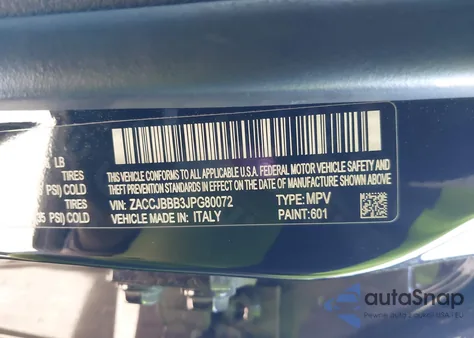 LB
TIRES
PSI) COLD
TIRES
35 PSI) COLD
THIS VEHICLE CONFORMS TO ALL APPLICABLE U.S.A. FEDERAL MOTOR VEHICLE SAFETY AND
THEFT PREVENTION STANDARDS IN EFFECT ON THE DATE OF MANUFACTURE SHOWN ABOVE.
VIN: ZACCJBBB3JPG80072 TYPE: MPV
VEHICLE MADE IN: ITALY PAINT: 601
autoSnap